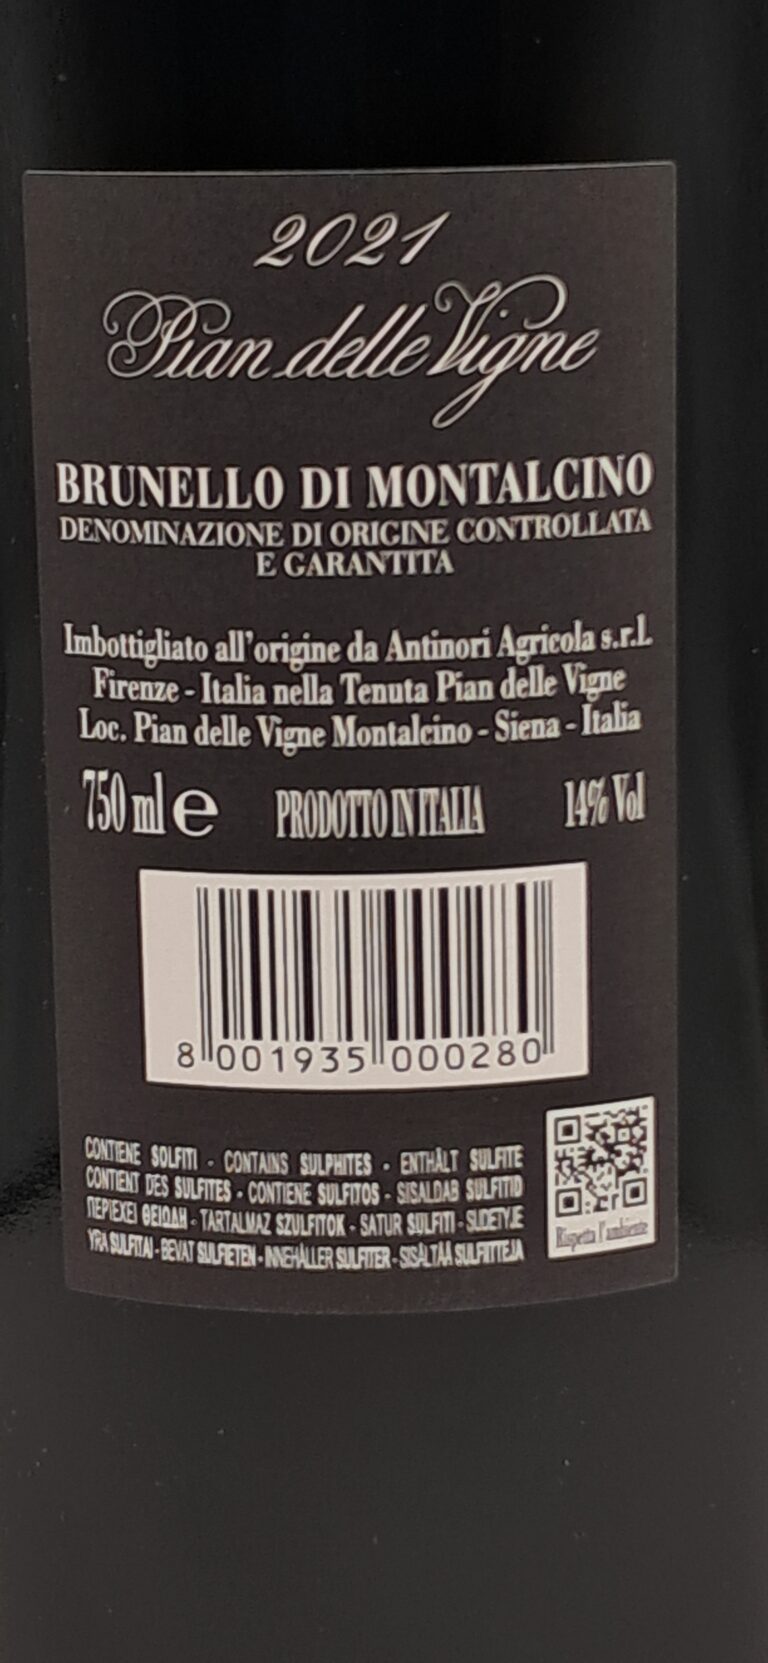 2021
Pian delle Vigne
BRUNELLO DI MONTALCINO
DENOMINAZIONE DI ORIGINE CONTROLLATA
E GARANTITA
Imbottigliato all'origine da Antinori Agricola s.r.l.
Firenze - Italia nella Tenuta Pian delle Vigne
Loc. Pian delle Vigne Montalcino - Siena - Italia
750 ml e PRODOTTO IN ITALIA 14% Vol
8 001935 000280
CONTIENE SOLFITI - CONTAINS SULPHITES - ENTHÄLT SULFITE
CONTIENT DES SULFITES - CONTIENE SULFITOS - SISALDAB SULFITID
ΠΕΡΙΕΧΕΙ ΘΕΙΩΔΗ - TARTALMAZ SZULFITOK - SATUR SULFITI - SUDĖTYJE
YRA SULFITAI - BEVAT SULFIETEN - INNEHÅLLER SULFITER - SISÄLTÄÄ SULFIITTEJA
Rispetta l'ambiente